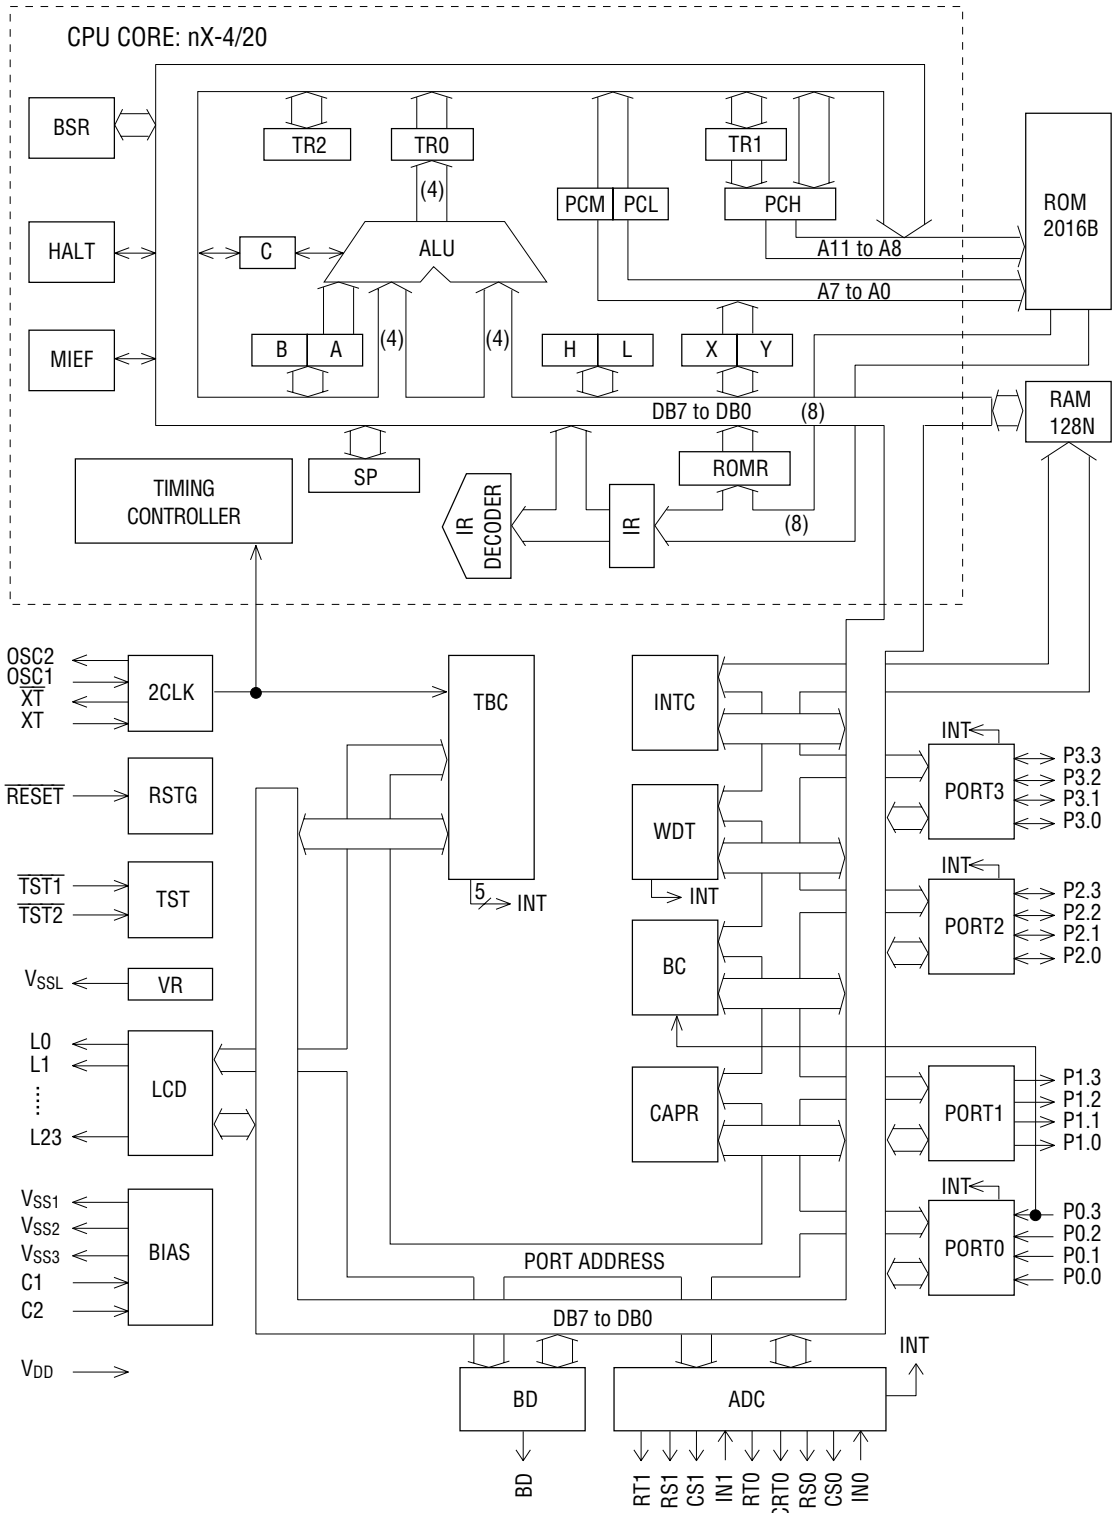 CPU CORE: nX-4/20
BSR
TR2
TR0
TR1
(4)
PCM
PCL
PCH
ROM
2016B
HALT
C
ALU
A11 to A8
A7 to A0
MIEF
B
A
(4)
(4)
H
L
X
Y
DB7 to DB0
(8)
RAM
128N
SP
ROMR
TIMING
CONTROLLER
IR
DECODER
IR
(8)
OSC2
OSC1
XT
XT
2CLK
TBC
INTC
INT
PORT3
P3.3
P3.2
P3.1
P3.0
RESET
RSTG
WDT
INT
5
INT
TST1
TST2
TST
INT
PORT2
P2.3
P2.2
P2.1
P2.0
BC
VSSL
VR
L0
L1
L23
LCD
CAPR
PORT1
P1.3
P1.2
P1.1
P1.0
VSS1
VSS2
VSS3
C1
C2
BIAS
INT
PORT0
P0.3
P0.2
P0.1
P0.0
PORT ADDRESS
DB7 to DB0
VDD
BD
ADC
INT
BD
RT1
RS1
CS1
IN1
RT0
CRT0
RS0
CS0
IN0